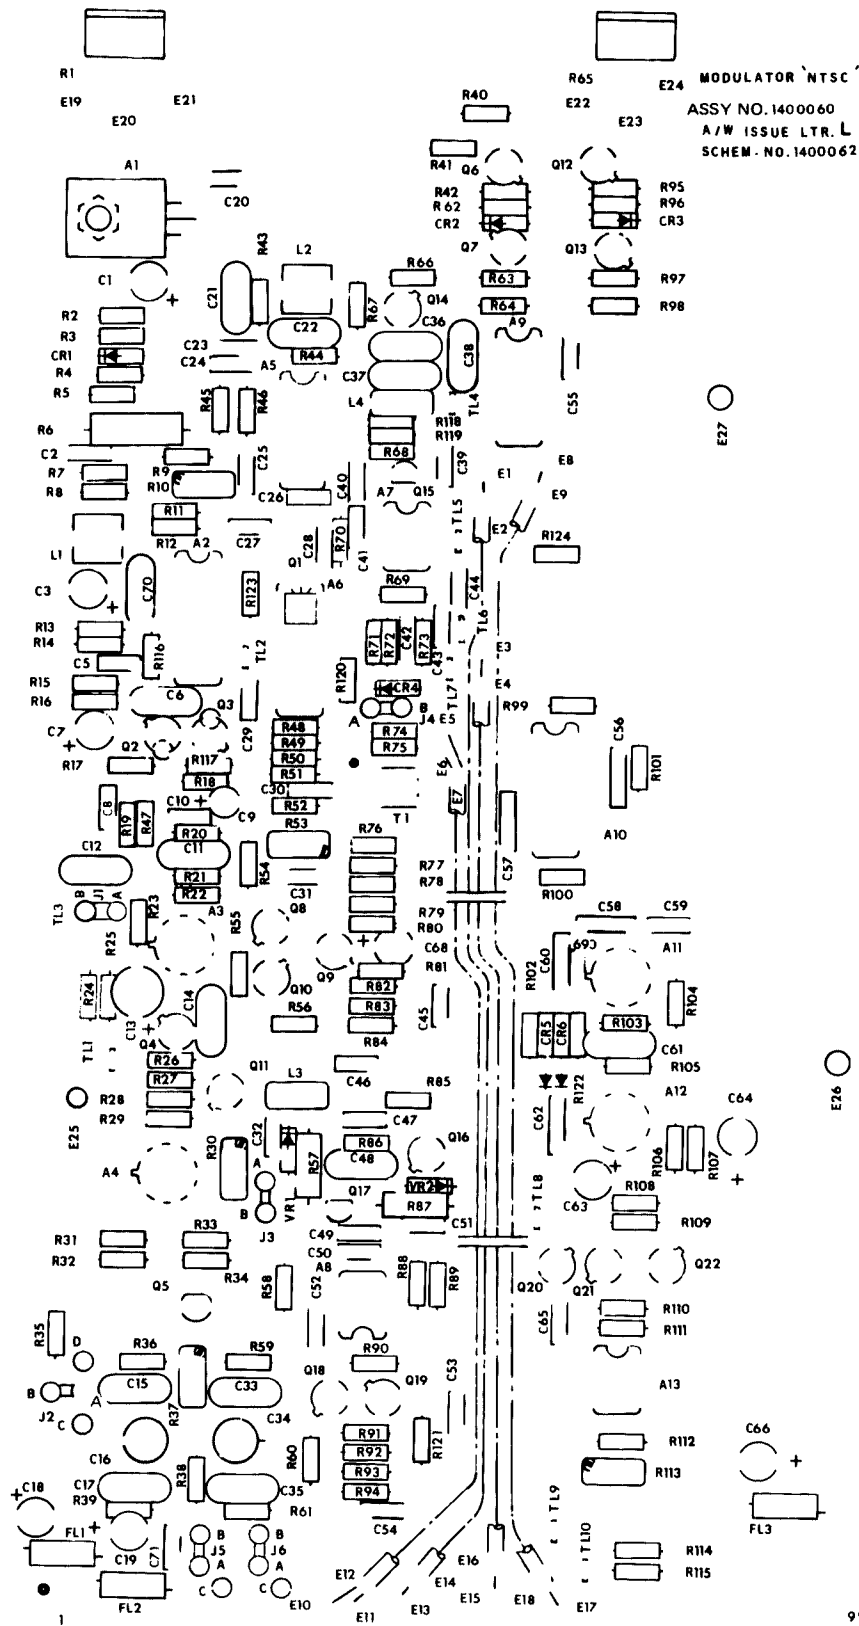 R1
R65
E24
MODULATOR 'NTSC'
E19
E21
E22
E20
E23
R40
ASSY NO. 1400060
A/W ISSUE LTR. L
SCHEM. NO. 1400062
A1
R41
Q6
Q12
C20
R42
R95
R62
R96
CR2
CR3
R43
L2
Q7
Q13
C1
+
C21
R66
R63
R97
R67
Q14
R2
C22
C36
R64
R98
A9
R3
C23
CR1
C24
R44
C38
A5
R4
C37
C55
R5
R45
R46
L4
TL4
E27
R6
R118
R119
C2
R9
C25
R68
C39
E8
R7
R10
C40
A7
Q15
E1
R8
C26
E9
R11
TL5
E2
R12
A2
C27
C28
R70
C41
R124
L1
Q1
A6
C3
C70
+
R123
R69
C44
TL6
R13
R14
R71
R72
C42
R73
C5
R116
TL2
C43
E3
R15
R120
CR4
TL7
E4
R16
C6
Q3
A
B
J4
R99
C7
+
C29
R48
R74
E5
C56
Q2
R49
R75
R17
R117
R50
E6
R101
R18
R51
C30
C8
C10
+
C9
R52
T1
E7
R19
R47
R20
R53
R76
C57
A10
C12
C11
R54
R77
R21
C31
R78
R100
TL3
B
J1
A
R22
R23
A3
R55
Q8
R79
R80
C58
C59
R25
+
C68
C69
A11
Q9
C60
R102
R24
Q10
R81
R82
R104
C13
C14
R83
C45
+
Q4
R56
R84
CR5
CR6
R103
TL1
R26
C61
R27
Q11
L3
C46
R105
R28
R85
R122
A12
C64
E26
R29
C47
C62
E25
R30
C32
R86
Q16
A4
R57
C48
R106
R107
+
A
VR2
TL8
C63
+
B
VR1
Q17
R87
R108
J3
C51
R109
R31
R33
C49
R32
C50
R34
A8
R58
C52
R88
R89
Q20
Q21
Q22
Q5
R35
C65
R110
R111
D
R36
R59
R90
B
C15
C33
Q18
Q19
C53
A13
J2
A
R37
C
C34
R91
R121
R92
R112
C16
R60
C66
+
C17
R38
R93
R113
C18
C35
R94
R39
R61
+
+
C54
TL9
FL3
FL1
C19
C71
B
J5
A
B
J6
A
TL10
R114
E16
E12
E14
R115
C
C
FL2
E10
E11
E13
E15
E18
E17
1